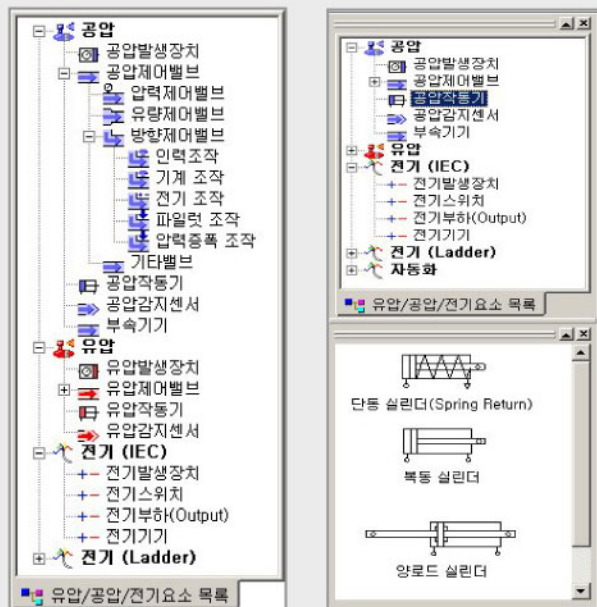 공압
공압발생장치
공압제어밸브
압력제어밸브
유량제어밸브
방향제어밸브
인력조작
기계 조작
전기 조작
파일럿 조작
압력증폭 조작
기타밸브
공압작동기
공압감지센서
부속기기
유압
유압발생장치
유압제어밸브
유압작동기
유압감지센서
전기 (IEC)
전기발생장치
전기스위치
전기부하(Output)
전기기기
전기 (Ladder)
유압/공압/전기요소 목록
공압
공압발생장치
공압제어밸브
공압작동기
공압감지센서
부속기기
유압
전기 (IEC)
전기발생장치
전기스위치
전기부하(Output)
전기기기
전기 (Ladder)
자동화
유압/공압/전기요소 목록
단동 실린더(Spring Return)
복동 실린더
양로드 실린더